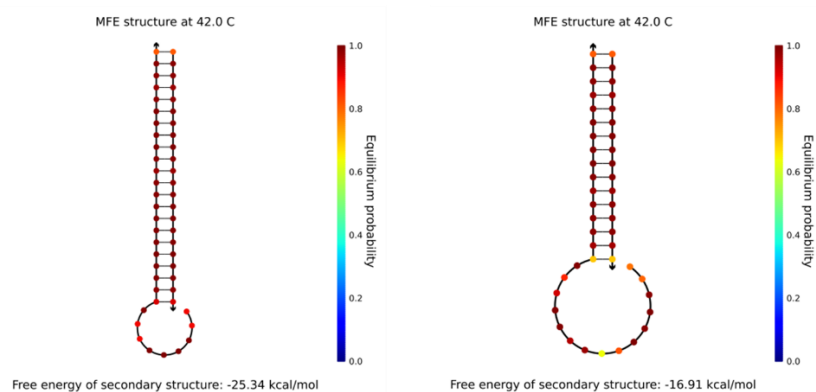 MFE structure at 42.0 C
1.0
0.8
0.6
0.4
0.2
0.0
Equilibrium probability
Free energy of secondary structure: -25.34 kcal/mol
MFE structure at 42.0 C
1.0
0.8
0.6
0.4
0.2
0.0
Equilibrium probability
Free energy of secondary structure: -16.91 kcal/mol